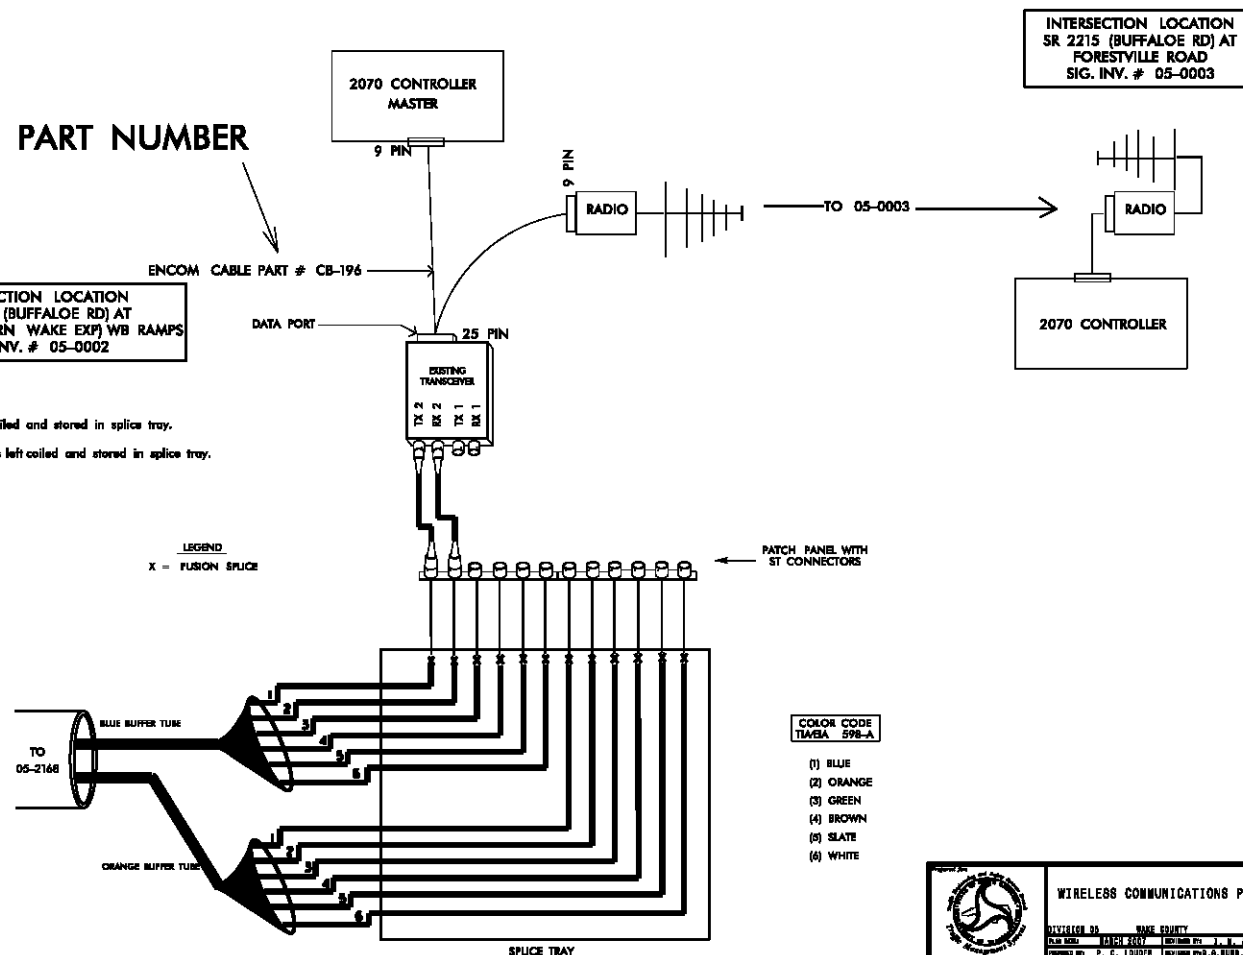 INTERSECTION LOCATION
SR 2215 (BUFFALOE RD) AT
FORESTVILLE ROAD
SIG. INV. # 05-0003
2070 CONTROLLER
MASTER
PART NUMBER
9 PIN
9 PIN
RADIO
TO 05-0003
RADIO
ENCOM CABLE PART # CB-196
CTION LOCATION
(BUFFALOE RD) AT
RN WAKE EXP) WB RAMPS
NV. # 05-0002
DATA PORT
25 PIN
2070 CONTROLLER
EXISTING
TRANSCEIVER
TX 2
RX 2
TX 1
RX 1
iled and stored in splice tray.
s left coiled and stored in splice tray.
LEGEND
X = FUSION SPLICE
PATCH PANEL WITH
ST CONNECTORS
BLUE BUFFER TUBE
1
2
3
4
5
6
TO
05-2168
COLOR CODE
TIA/EIA 598-A
(1) BLUE
(2) ORANGE
(3) GREEN
(4) BROWN
(5) SLATE
(6) WHITE
ORANGE BUFFER TUBE
1
2
3
4
5
6
SPLICE TRAY
WIRELESS COMMUNICATIONS P
DIVISION 05 WAKE COUNTY
MARCH 2007